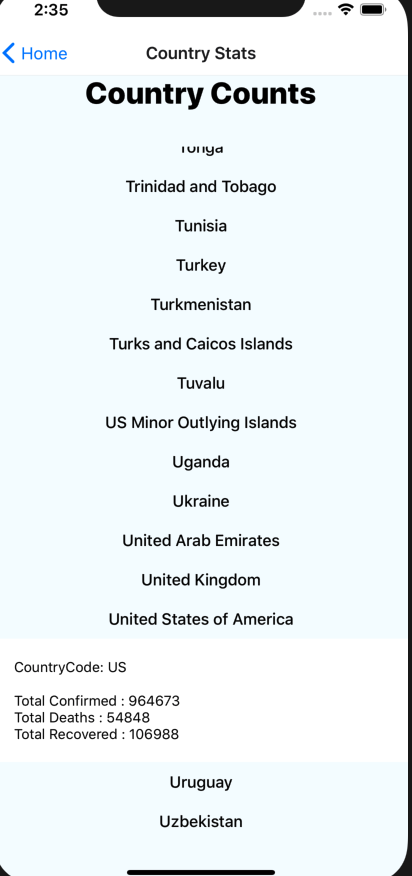 2:35
Home
Country Stats
Country Counts
Tonga
Trinidad and Tobago
Tunisia
Turkey
Turkmenistan
Turks and Caicos Islands
Tuvalu
US Minor Outlying Islands
Uganda
Ukraine
United Arab Emirates
United Kingdom
United States of America
CountryCode: US
Total Confirmed : 964673
Total Deaths : 54848
Total Recovered : 106988
Uruguay
Uzbekistan